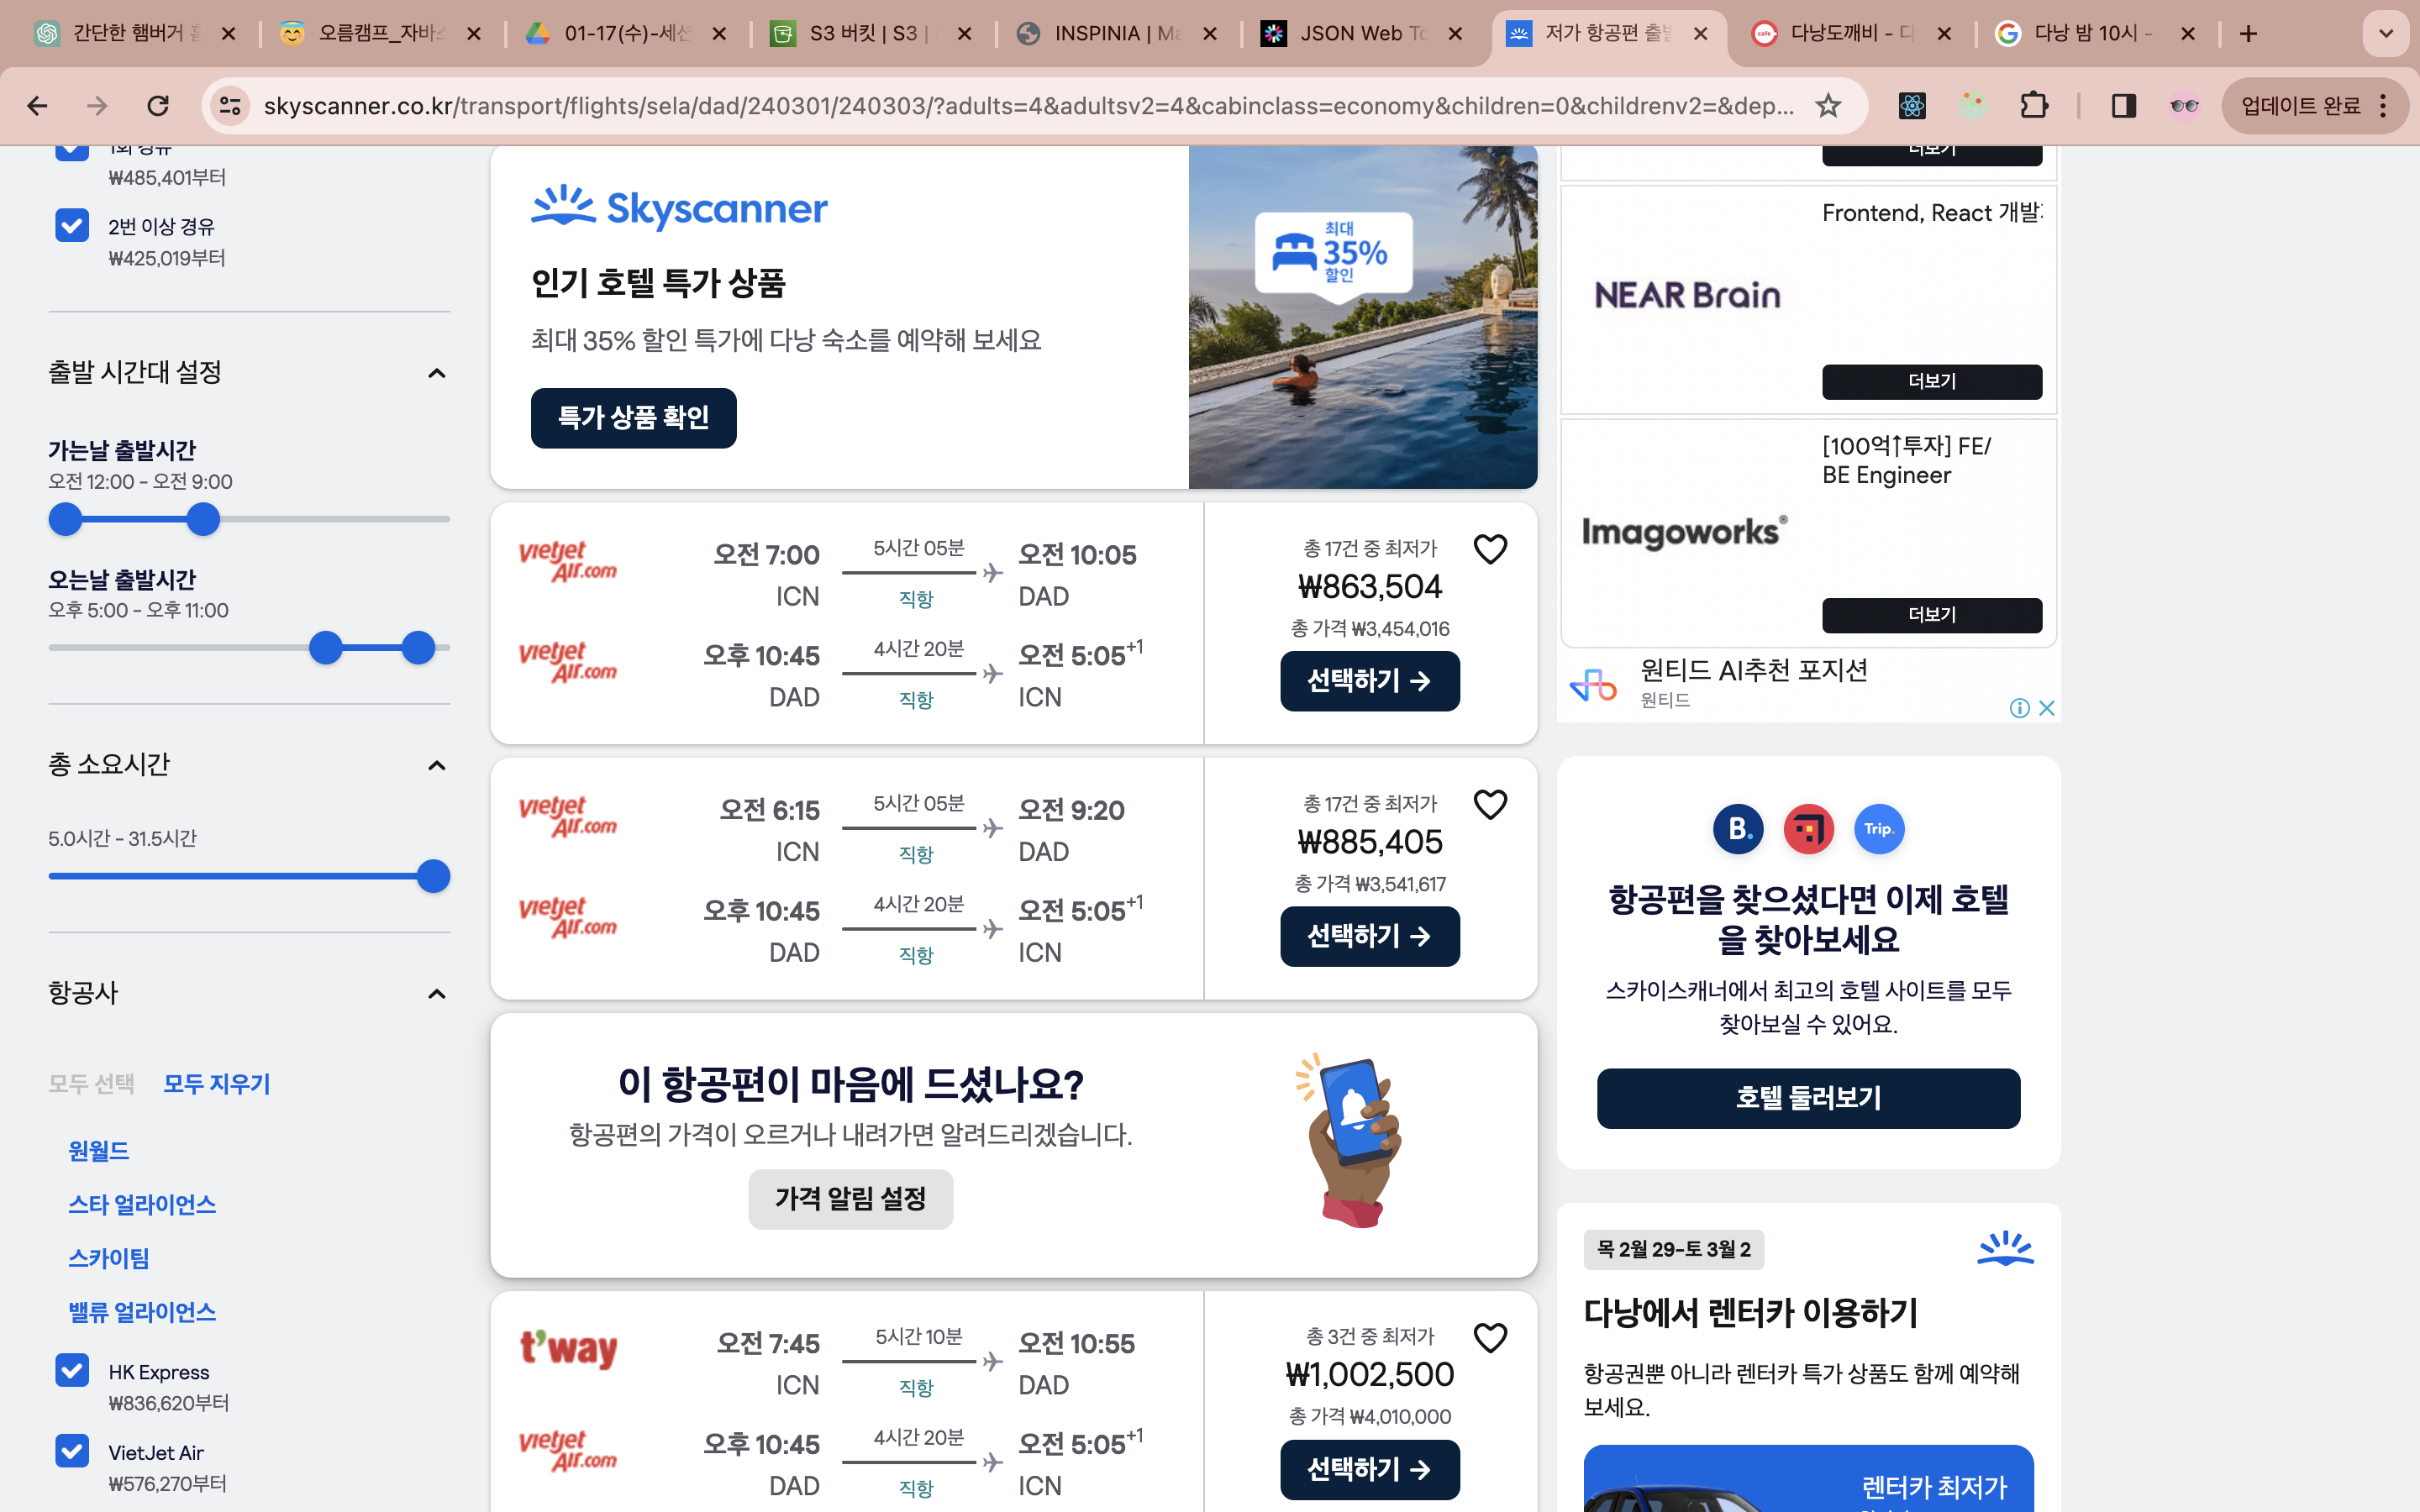 간단한 햄버거 흔
오름캠프_자바스
01-17(수)-세션
S3 버킷 | S3 |
INSPINIA | Ma
JSON Web To
저가 항공편 출발
다낭도깨비 - 다
다낭 밤 10시 -
skyscanner.co.kr/transport/flights/sela/dad/240301/240303/?adults=4&adultsv2=4&cabinclass=economy&children=0&childrenv2=&dep...
업데이트 완료
1회 경유
₩485,401부터
2번 이상 경유
₩425,019부터
출발 시간대 설정
가는날 출발시간
오전 12:00 - 오전 9:00
오는날 출발시간
오후 5:00 - 오후 11:00
총 소요시간
5.0시간 - 31.5시간
항공사
모두 선택 모두 지우기
원월드
스타 얼라이언스
스카이팀
밸류 얼라이언스
HK Express
₩836,620부터
VietJet Air
₩576,270부터
Skyscanner
인기 호텔 특가 상품
최대 35% 할인 특가에 다낭 숙소를 예약해 보세요
특가 상품 확인
최대
35%
할인
vietjet Air.com
오전 7:00 5시간 05분 오전 10:05
ICN 직항 DAD
vietjet Air.com
오후 10:45 4시간 20분 오전 5:05+1
DAD 직항 ICN
총 17건 중 최저가
₩863,504
총 가격 ₩3,454,016
선택하기 →
vietjet Air.com
오전 6:15 5시간 05분 오전 9:20
ICN 직항 DAD
vietjet Air.com
오후 10:45 4시간 20분 오전 5:05+1
DAD 직항 ICN
총 17건 중 최저가
₩885,405
총 가격 ₩3,541,617
선택하기 →
이 항공편이 마음에 드셨나요?
항공편의 가격이 오르거나 내려가면 알려드리겠습니다.
가격 알림 설정
t'way
오전 7:45 5시간 10분 오전 10:55
ICN 직항 DAD
vietjet Air.com
오후 10:45 4시간 20분 오전 5:05+1
DAD 직항 ICN
총 3건 중 최저가
₩1,002,500
총 가격 ₩4,010,000
선택하기 →
더보기
Frontend, React 개발
NEAR Brain
더보기
[100억↑투자] FE/
BE Engineer
Imagoworks®
더보기
원티드 AI추천 포지션
원티드
B.
Trip.
항공편을 찾으셨다면 이제 호텔
을 찾아보세요
스카이스캐너에서 최고의 호텔 사이트를 모두
찾아보실 수 있어요.
호텔 둘러보기
목 2월 29-토 3월 2
다낭에서 렌터카 이용하기
항공권뿐 아니라 렌터카 특가 상품도 함께 예약해
보세요.
렌터카 최저가